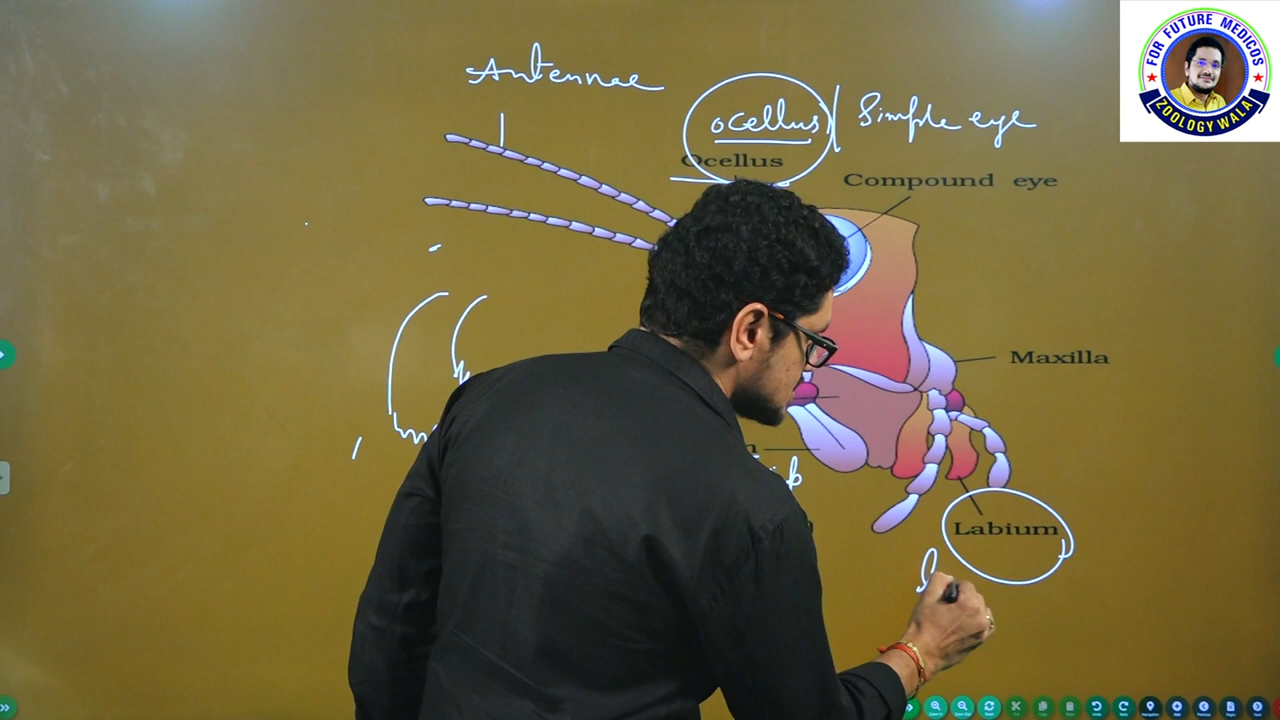 FOR FUTURE MEDICOS
ZOOLOGY WALA
Antennae
ocellus
Simple eye
Ocellus
Compound eye
Maxilla
Labium